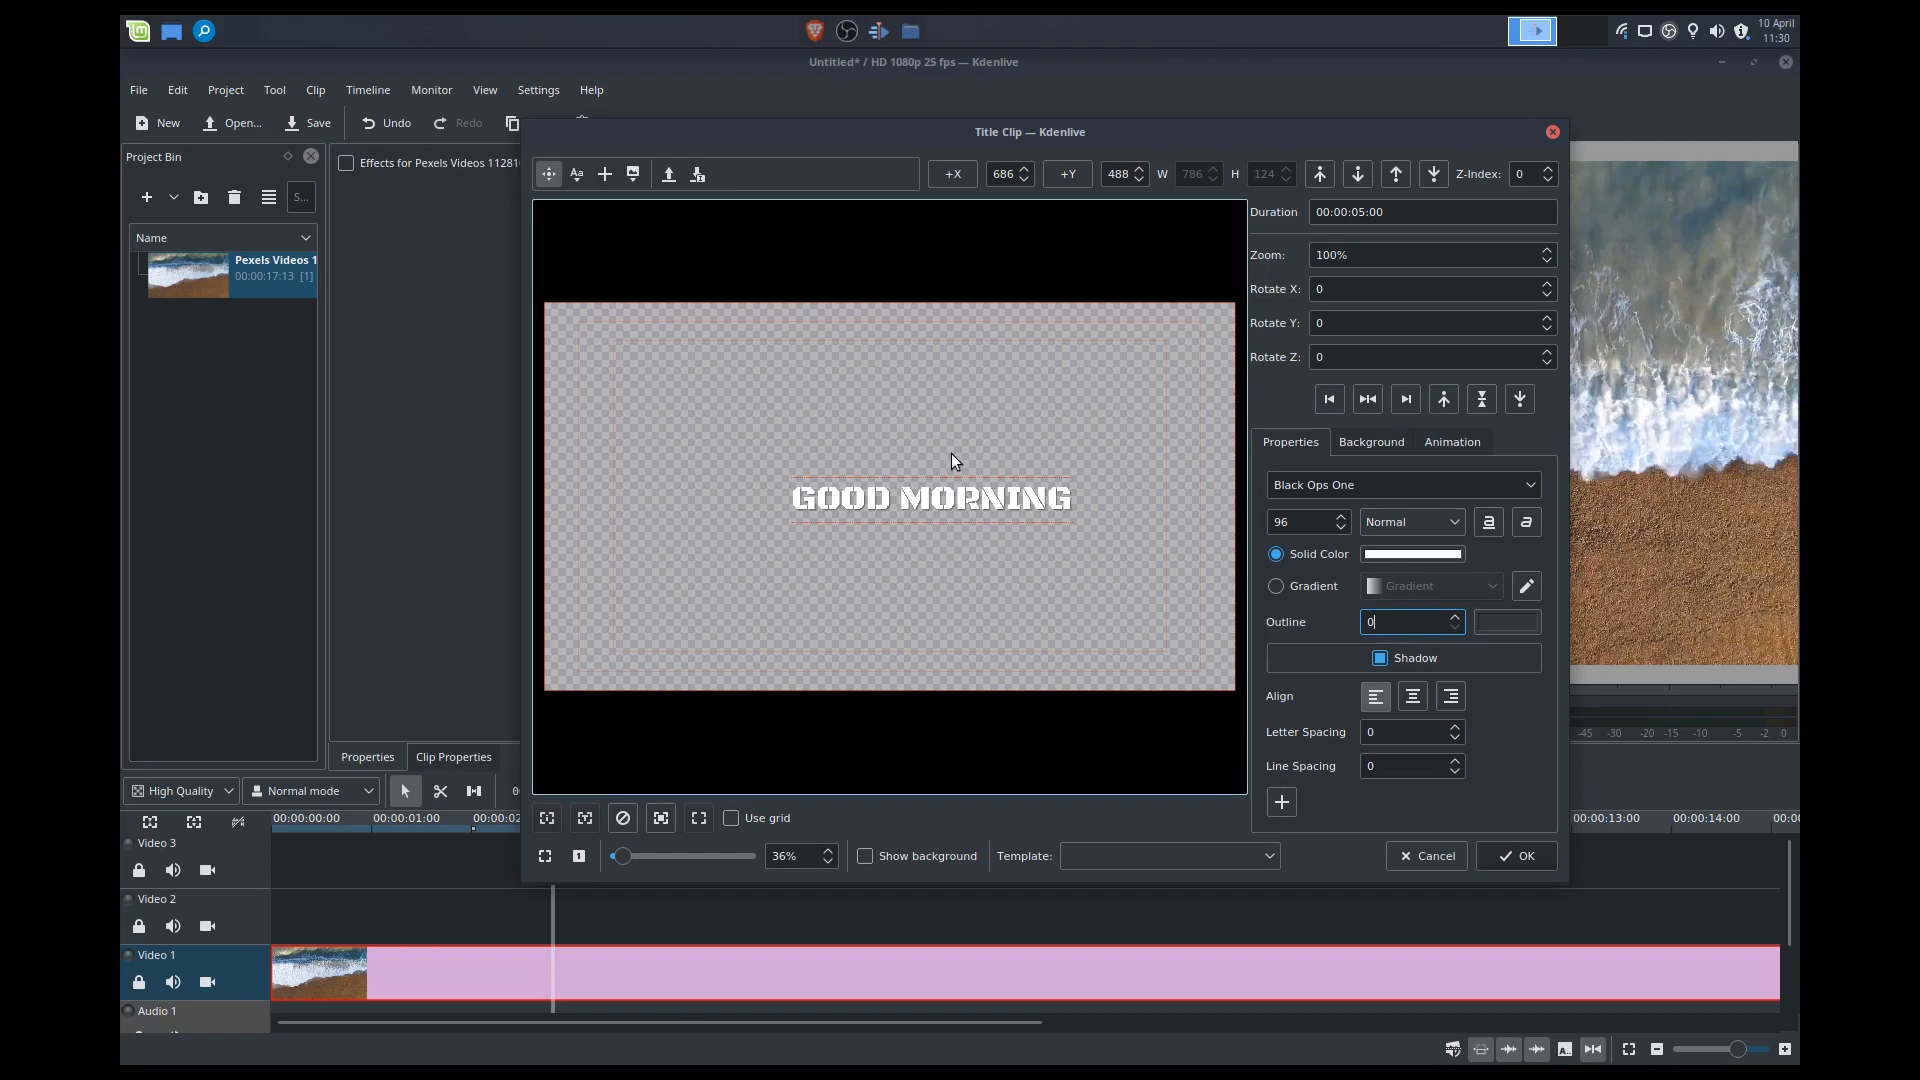 10 April
11:30
Untitled* / HD 1080p 25 fps — Kdenlive
File Edit Project Tool Clip Timeline Monitor View Settings Help
New Open... Save Undo Redo
Title Clip — Kdenlive
Project Bin
Effects for Pexels Videos 11281
Aa +X 686 +Y 488 W 786 H 124 Z-Index: 0
S...
Duration 00:00:05:00
Name
Pexels Videos 1
00:00:17:13 [1]
Zoom: 100%
Rotate X: 0
Rotate Y: 0
Rotate Z: 0
Properties Background Animation
GOOD MORNING
Black Ops One
96 Normal a a
Solid Color
Gradient Gradient
Outline 0
Shadow
Align
Letter Spacing 0
-45 -30 -20 -15 -10 -5 -2 0
Line Spacing 0
Properties Clip Properties
High Quality Normal mode
Use grid
00:00:00:00 00:00:01:00 00:00:02 00:00:13:00 00:00:14:00 00:0
36% Show background Template: Cancel OK
Video 3
Video 2
Video 1
Audio 1